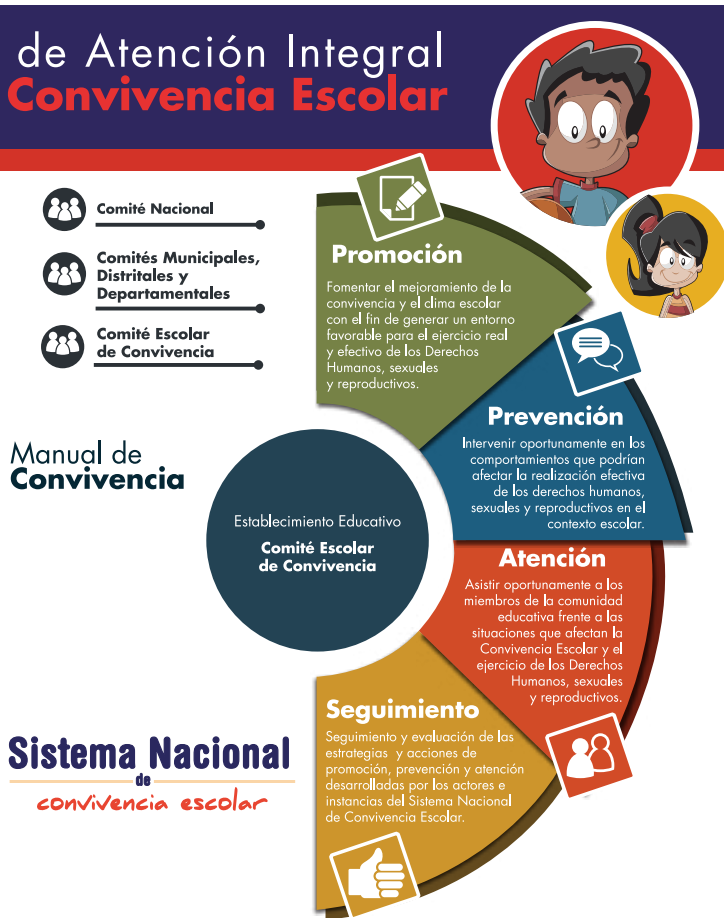 de Atención Integral
Convivencia Escolar
Comité Nacional
Comités Municipales,
Distritales y
Departamentales
Comité Escolar
de Convivencia
Manual de
Convivencia
Establecimiento Educativo
Comité Escolar
de Convivencia
Promoción
Fomentar el mejoramiento de la
convivencia y el clima escolar
con el fin de generar un entorno
favorable para el ejercicio real
y efectivo de los Derechos
Humanos, sexuales
y reproductivos.
Prevención
Intervenir oportunamente en los
comportamientos que podrían
afectar la realización efectiva
de los derechos humanos,
sexuales y reproductivos en el
contexto escolar.
Atención
Asistir oportunamente a los
miembros de la comunidad
educativa frente a las
situaciones que afectan la
Convivencia Escolar y el
ejercicio de los Derechos
Humanos, sexuales
y reproductivos.
Seguimiento
Seguimiento y evaluación de las
estrategias y acciones de
promoción, prevención y atención
desarrolladas por los actores e
instancias del Sistema Nacional
de Convivencia Escolar.
Sistema Nacional
de
convivencia escolar